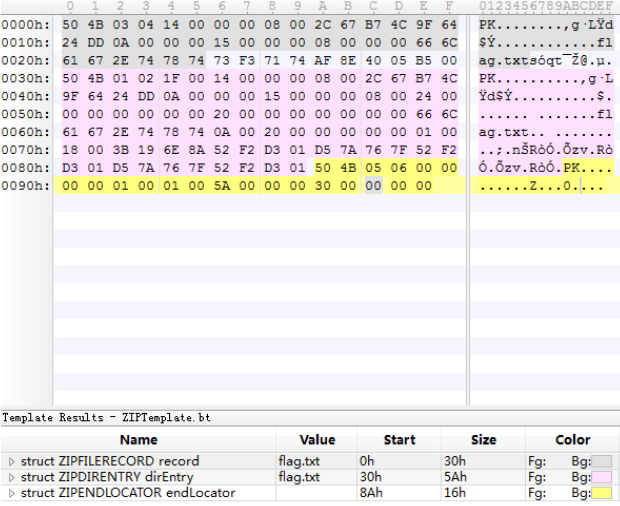 0 1 2 3 4 5 6 7 8 9 A B C D E F 0123456789ABCDEF
0000h: 50 4B 03 04 14 00 00 00 08 00 2C 67 B7 4C 9F 64 PK........,g·LŸd
0010h: 24 DD 0A 00 00 00 15 00 00 00 08 00 00 00 66 6C $Ý............fl
0020h: 61 67 2E 74 78 74 73 F3 71 74 AF 8E 40 05 B5 00 ag.txtsóqt¯Ž@.µ.
0030h: 50 4B 01 02 1F 00 14 00 00 00 08 00 2C 67 B7 4C PK..........,g·L
0040h: 9F 64 24 DD 0A 00 00 00 15 00 00 00 08 00 24 00 Ÿd$Ý..........$.
0050h: 00 00 00 00 00 00 20 00 00 00 00 00 00 00 66 6C ...... .......fl
0060h: 61 67 2E 74 78 74 0A 00 20 00 00 00 00 00 01 00 ag.txt.. .......
0070h: 18 00 3B 19 6E 8A 52 F2 D3 01 D5 7A 76 7F 52 F2 ..;.nŠRòÓ.Õzv.Rò
0080h: D3 01 D5 7A 76 7F 52 F2 D3 01 50 4B 05 06 00 00 Ó.Õzv.RòÓ.PK....
0090h: 00 00 01 00 01 00 5A 00 00 00 30 00 00 00 00 00 ......Z...0.....
Template Results - ZIPTemplate.bt
Name Value Start Size Color
struct ZIPFILERECORD record flag.txt 0h 30h Fg: Bg:
struct ZIPDIRENTRY dirEntry flag.txt 30h 5Ah Fg: Bg:
struct ZIPENDLOCATOR endLocator 8Ah 16h Fg: Bg: